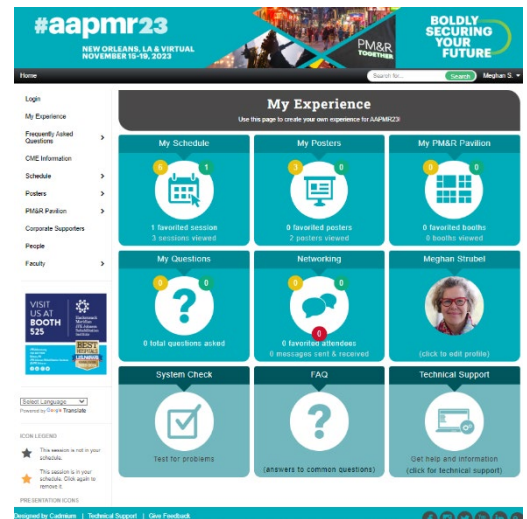 #aapmr23
NEW ORLEANS, LA & VIRTUAL
NOVEMBER 15-19, 2023
PM&R
TOGETHER
BOLDLY
SECURING
YOUR
FUTURE
Home
Search for...
Search
Meghan S.
Login
My Experience
Frequently Asked
Questions
CME Information
Schedule
Posters
PM&R Pavilion
Corporate Supporters
People
Faculty
VISIT
US AT
BOOTH
525
BEST
HOSPITALS
Select Language
Powered by Google Translate
ICON LEGEND
This session is not in your
schedule.
This session is in your
schedule. Click again to
remove it.
PRESENTATION ICONS
My Experience
Use this page to create your own experience for AAPMR23!
My Schedule
6
1
1 favorited session
3 sessions viewed
My Posters
3
0
0 favorited posters
2 posters viewed
My PM&R Pavilion
0
0
0 favorited booths
0 booths viewed
My Questions
0
0
?
0 total questions asked
Networking
0
0
0
0 favorited attendees
0 messages sent & received
Meghan Strubel
(click to edit profile)
System Check
Test for problems
FAQ
?
(answers to common questions)
Technical Support
Get help and information
(click for technical support)
Designed by Cadmium | Technical Support | Give Feedback